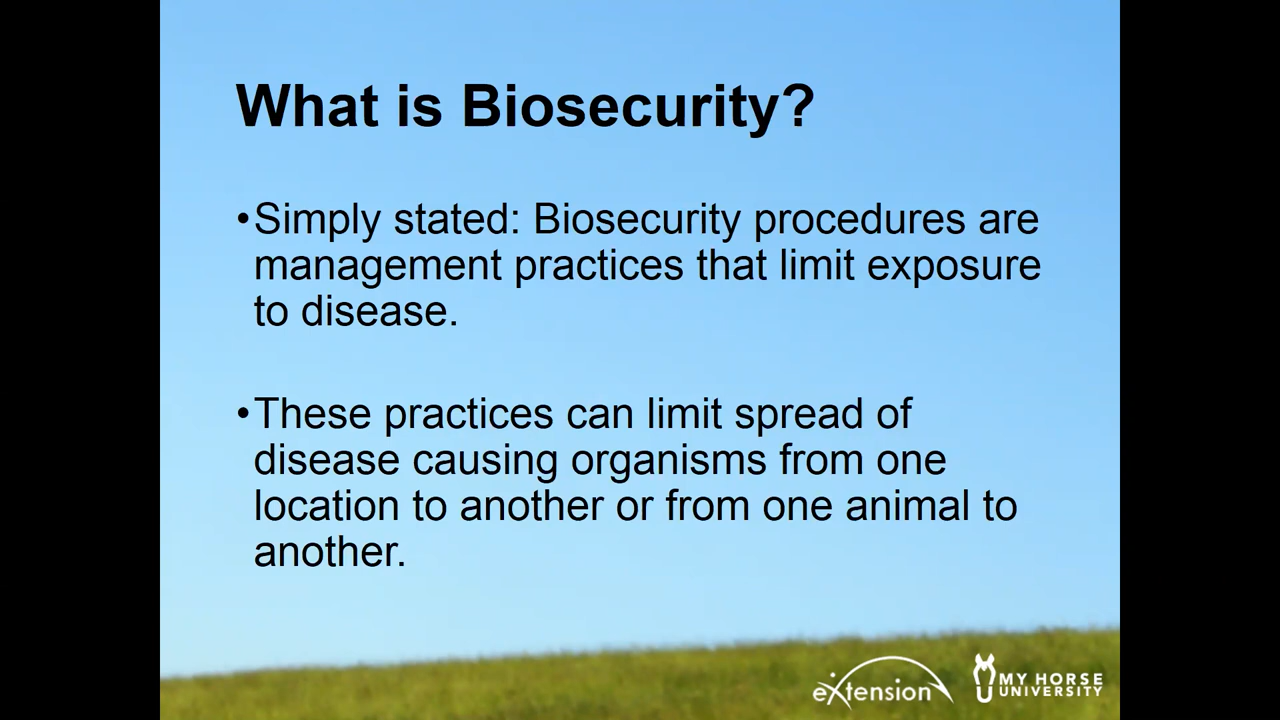 What is Biosecurity?
•Simply stated: Biosecurity procedures are
management practices that limit exposure
to disease.
•These practices can limit spread of
disease causing organisms from one
location to another or from one animal to
another.
eXtension
MY HORSE
UNIVERSITY